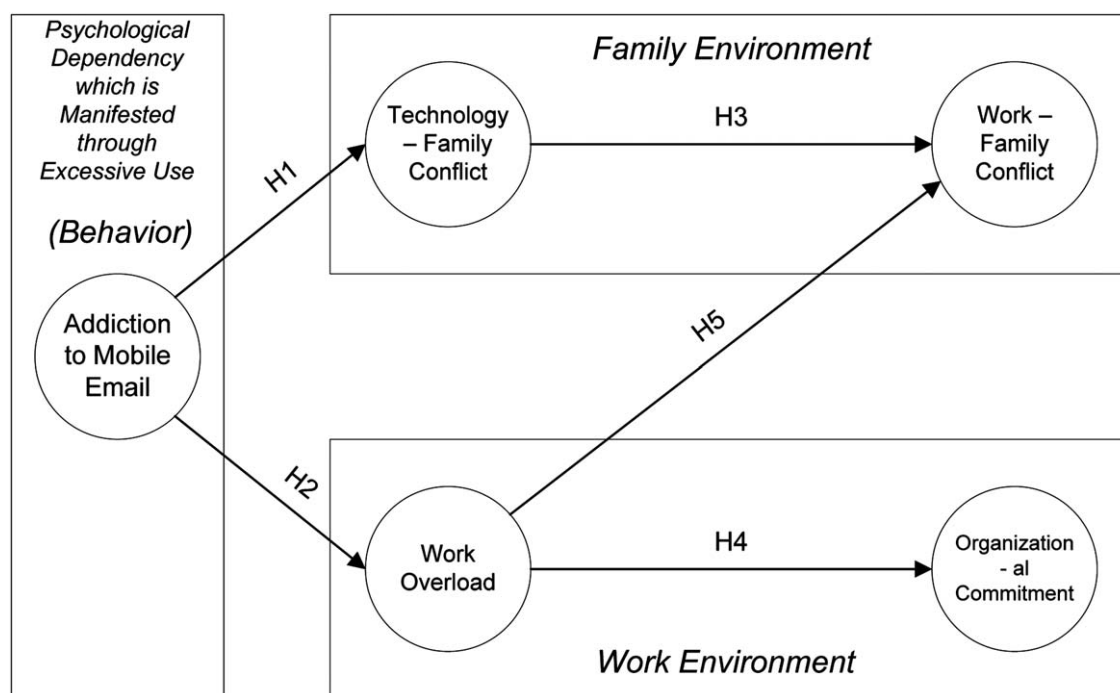 Psychological
Dependency
which is
Manifested
through
Excessive Use
(Behavior)
Addiction
to Mobile
Email
H1
H2
Family Environment
Technology
– Family
Conflict
H3
Work –
Family
Conflict
H5
Work
Overload
H4
Organization
- al
Commitment
Work Environment